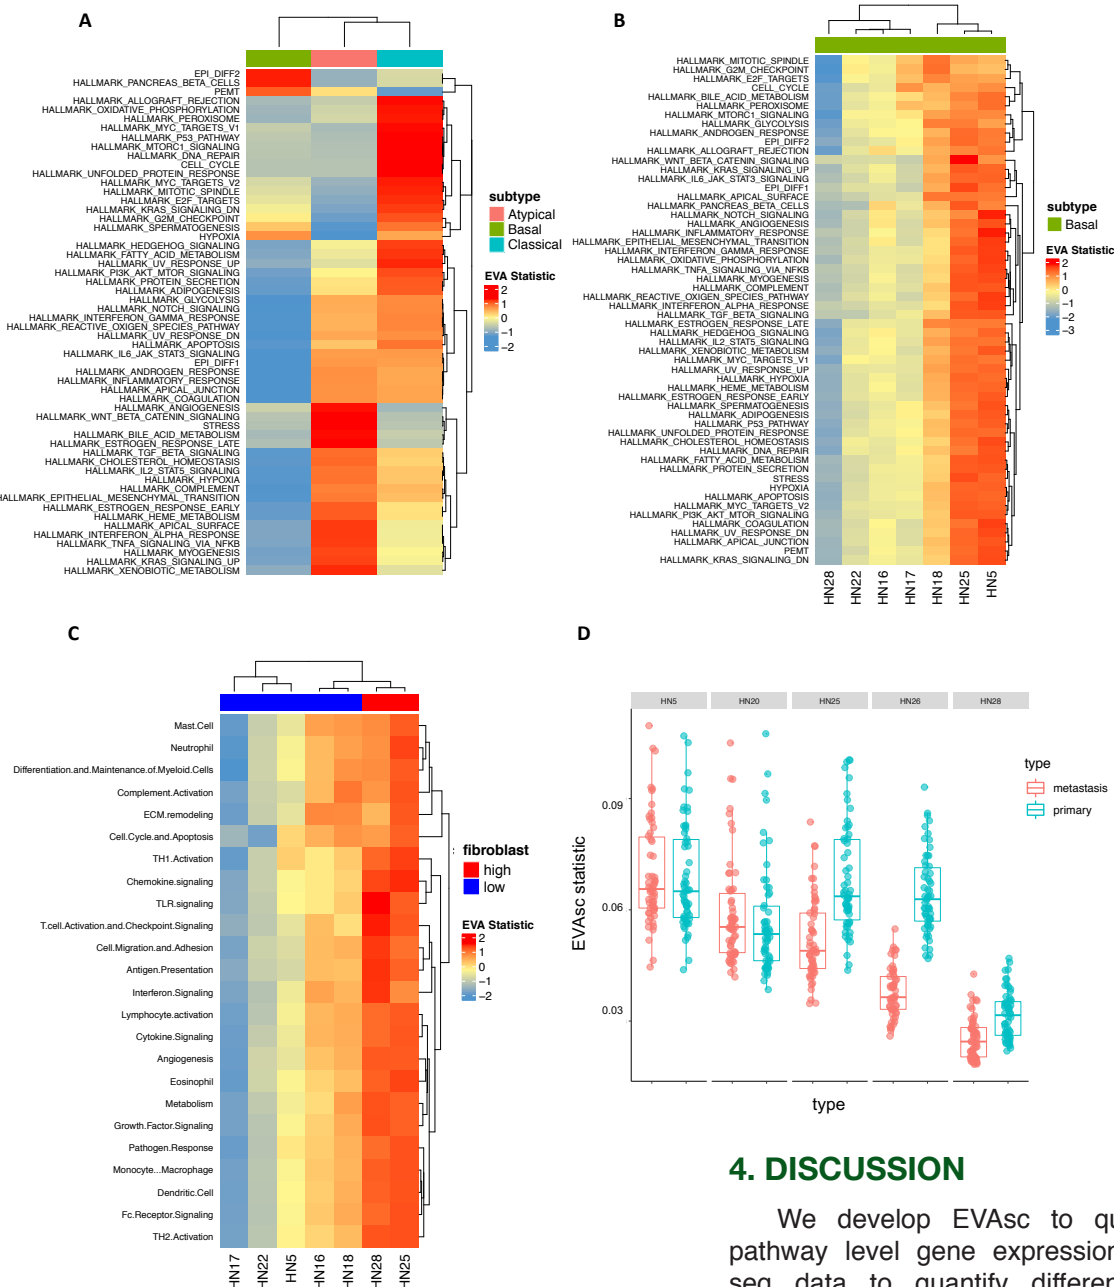 A
EPI_DIFF2
HALLMARK_PANCREAS_BETA_CELLS
PEMT
HALLMARK_ALLOGRAFT_REJECTION
HALLMARK_OXIDATIVE_PHOSPHORYLATION
HALLMARK_PEROXISOME
HALLMARK_MYC_TARGETS_V1
HALLMARK_P53_PATHWAY
HALLMARK_MTORC1_SIGNALING
HALLMARK_DNA_REPAIR
CELL_CYCLE
HALLMARK_UNFOLDED_PROTEIN_RESPONSE
HALLMARK_MYC_TARGETS_V2
HALLMARK_MITOTIC_SPINDLE
HALLMARK_E2F_TARGETS
HALLMARK_KRAS_SIGNALING_DN
HALLMARK_G2M_CHECKPOINT
HALLMARK_SPERMATOGENESIS
HYPOXIA
HALLMARK_HEDGEHOG_SIGNALING
HALLMARK_FATTY_ACID_METABOLISM
HALLMARK_UV_RESPONSE_UP
HALLMARK_PI3K_AKT_MTOR_SIGNALING
HALLMARK_PROTEIN_SECRETION
HALLMARK_ADIPOGENESIS
HALLMARK_GLYCOLYSIS
HALLMARK_NOTCH_SIGNALING
HALLMARK_INTERFERON_GAMMA_RESPONSE
HALLMARK_REACTIVE_OXIGEN_SPECIES_PATHWAY
HALLMARK_UV_RESPONSE_DN
HALLMARK_APOPTOSIS
HALLMARK_IL6_JAK_STAT3_SIGNALING
EPI_DIFF1
HALLMARK_ANDROGEN_RESPONSE
HALLMARK_INFLAMMATORY_RESPONSE
HALLMARK_APICAL_JUNCTION
HALLMARK_COAGULATION
HALLMARK_ANGIOGENESIS
HALLMARK_WNT_BETA_CATENIN_SIGNALING
STRESS
HALLMARK_BILE_ACID_METABOLISM
HALLMARK_ESTROGEN_RESPONSE_LATE
HALLMARK_TGF_BETA_SIGNALING
HALLMARK_CHOLESTEROL_HOMEOSTASIS
HALLMARK_IL2_STAT5_SIGNALING
HALLMARK_HYPOXIA
HALLMARK_COMPLEMENT
HALLMARK_EPITHELIAL_MESENCHYMAL_TRANSITION
HALLMARK_ESTROGEN_RESPONSE_EARLY
HALLMARK_HEME_METABOLISM
HALLMARK_APICAL_SURFACE
HALLMARK_INTERFERON_ALPHA_RESPONSE
HALLMARK_TNFA_SIGNALING_VIA_NFKB
HALLMARK_MYOGENESIS
HALLMARK_KRAS_SIGNALING_UP
HALLMARK_XENOBIOTIC_METABOLISM
subtype
Atypical
Basal
Classical
EVA Statistic
2
1
0
−1
−2
B
HALLMARK_MITOTIC_SPINDLE
HALLMARK_G2M_CHECKPOINT
HALLMARK_E2F_TARGETS
CELL_CYCLE
HALLMARK_BILE_ACID_METABOLISM
HALLMARK_PEROXISOME
HALLMARK_MTORC1_SIGNALING
HALLMARK_GLYCOLYSIS
HALLMARK_ANDROGEN_RESPONSE
EPI_DIFF2
HALLMARK_ALLOGRAFT_REJECTION
HALLMARK_WNT_BETA_CATENIN_SIGNALING
HALLMARK_KRAS_SIGNALING_UP
HALLMARK_IL6_JAK_STAT3_SIGNALING
EPI_DIFF1
HALLMARK_APICAL_SURFACE
HALLMARK_PANCREAS_BETA_CELLS
HALLMARK_NOTCH_SIGNALING
HALLMARK_ANGIOGENESIS
HALLMARK_INFLAMMATORY_RESPONSE
HALLMARK_EPITHELIAL_MESENCHYMAL_TRANSITION
HALLMARK_INTERFERON_GAMMA_RESPONSE
HALLMARK_OXIDATIVE_PHOSPHORYLATION
HALLMARK_TNFA_SIGNALING_VIA_NFKB
HALLMARK_MYOGENESIS
HALLMARK_COMPLEMENT
HALLMARK_REACTIVE_OXIGEN_SPECIES_PATHWAY
HALLMARK_INTERFERON_ALPHA_RESPONSE
HALLMARK_TGF_BETA_SIGNALING
HALLMARK_ESTROGEN_RESPONSE_LATE
HALLMARK_HEDGEHOG_SIGNALING
HALLMARK_IL2_STAT5_SIGNALING
HALLMARK_XENOBIOTIC_METABOLISM
HALLMARK_MYC_TARGETS_V1
HALLMARK_UV_RESPONSE_UP
HALLMARK_HYPOXIA
HALLMARK_HEME_METABOLISM
HALLMARK_ESTROGEN_RESPONSE_EARLY
HALLMARK_SPERMATOGENESIS
HALLMARK_ADIPOGENESIS
HALLMARK_P53_PATHWAY
HALLMARK_UNFOLDED_PROTEIN_RESPONSE
HALLMARK_CHOLESTEROL_HOMEOSTASIS
HALLMARK_DNA_REPAIR
HALLMARK_FATTY_ACID_METABOLISM
HALLMARK_PROTEIN_SECRETION
STRESS
HYPOXIA
HALLMARK_APOPTOSIS
HALLMARK_MYC_TARGETS_V2
HALLMARK_PI3K_AKT_MTOR_SIGNALING
HALLMARK_COAGULATION
HALLMARK_UV_RESPONSE_DN
HALLMARK_APICAL_JUNCTION
PEMT
HALLMARK_KRAS_SIGNALING_DN
HN28
HN22
HN16
HN17
HN18
HN25
HN5
subtype
Basal
EVA Statistic
2
1
0
−1
−2
−3
C
Mast.Cell
Neutrophil
Differentiation.and.Maintenance.of.Myeloid.Cells
Complement.Activation
ECM.remodeling
Cell.Cycle.and.Apoptosis
TH1.Activation
Chemokine.signaling
TLR.signaling
T.cell.Activation.and.Checkpoint.Signaling
Cell.Migration.and.Adhesion
Antigen.Presentation
Interferon.Signaling
Lymphocyte.activation
Cytokine.Signaling
Angiogenesis
Eosinophil
Metabolism
Growth.Factor.Signaling
Pathogen.Response
Monocyte...Macrophage
Dendritic.Cell
Fc.Receptor.Signaling
TH2.Activation
HN17
HN22
HN5
HN16
HN18
HN28
HN25
fibroblast
high
low
EVA Statistic
2
1
0
−1
−2
D
HN5
HN20
HN25
HN26
HN28
EVAsc statistic
0.09
0.06
0.03
type
type
metastasis
primary
4. DISCUSSION
We develop EVAsc to qu
pathway level gene expression
seq data to quantify differen